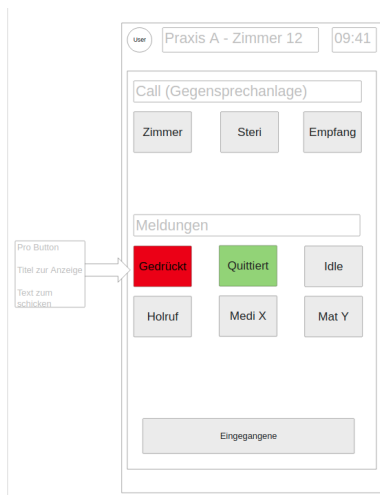 User
Praxis A - Zimmer 12
09:41
Call (Gegensprechanlage)
Zimmer
Steri
Empfang
Meldungen
Pro Button
Titel zur Anzeige
Text zum
schicken
Gedrückt
Quittiert
Idle
Holruf
Medi X
Mat Y
Eingegangene